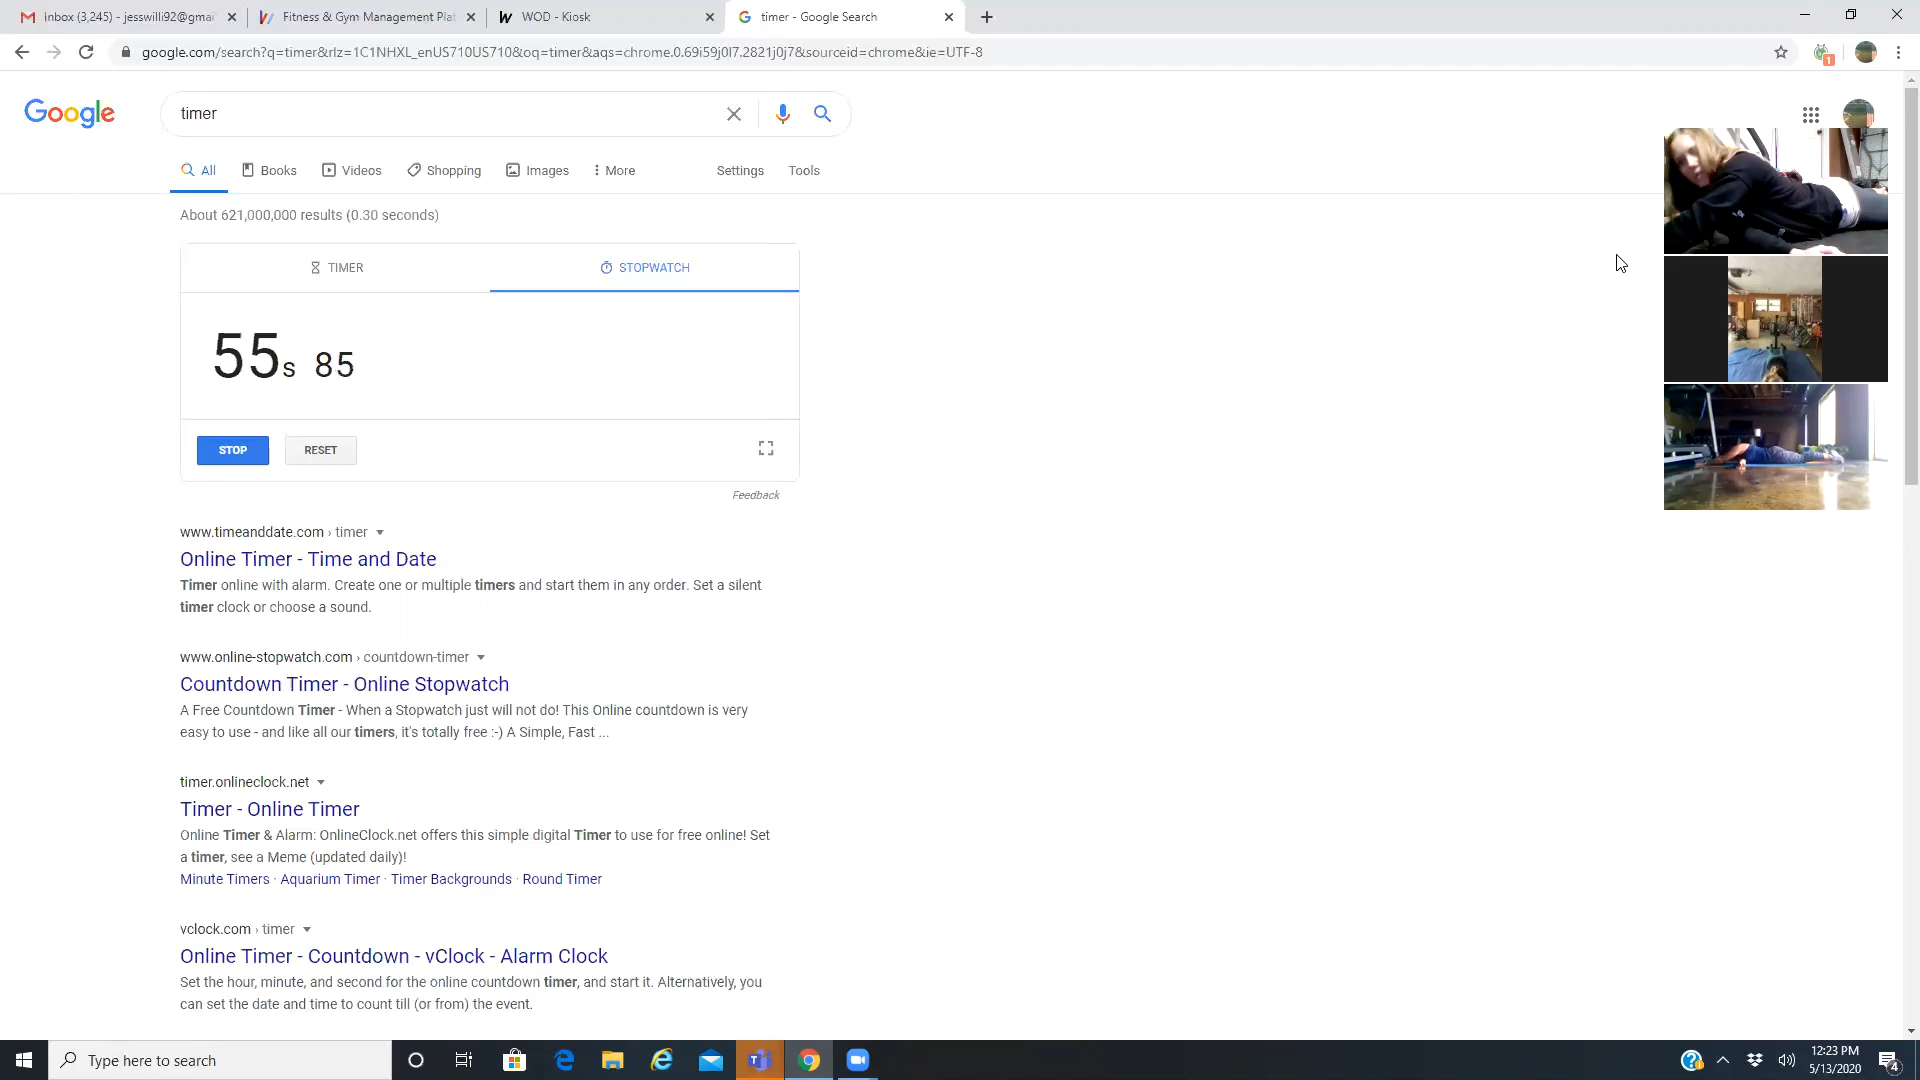 Inbox (3,245) - jesswilli92@gmai
Fitness & Gym Management Plat
WOD - Kiosk
timer - Google Search
google.com/search?q=timer&rlz=1C1NHXL_enUS710US710&oq=timer&aqs=chrome.0.69i59j0l7.2821j0j7&sourceid=chrome&ie=UTF-8
1
Google
timer
All
Books
Videos
Shopping
Images
More
Settings
Tools
About 621,000,000 results (0.30 seconds)
TIMER
STOPWATCH
55s 85
STOP
RESET
Feedback
www.timeanddate.com › timer
Online Timer - Time and Date
Timer online with alarm. Create one or multiple timers and start them in any order. Set a silent
timer clock or choose a sound.
www.online-stopwatch.com › countdown-timer
Countdown Timer - Online Stopwatch
A Free Countdown Timer - When a Stopwatch just will not do! This Online countdown is very
easy to use - and like all our timers, it's totally free :-) A Simple, Fast ...
timer.onlineclock.net
Timer - Online Timer
Online Timer & Alarm: OnlineClock.net offers this simple digital Timer to use for free online! Set
a timer, see a Meme (updated daily)!
Minute Timers · Aquarium Timer · Timer Backgrounds · Round Timer
vclock.com › timer
Online Timer - Countdown - vClock - Alarm Clock
Set the hour, minute, and second for the online countdown timer, and start it. Alternatively, you
can set the date and time to count till (or from) the event.
Type here to search
12:23 PM
5/13/2020
4